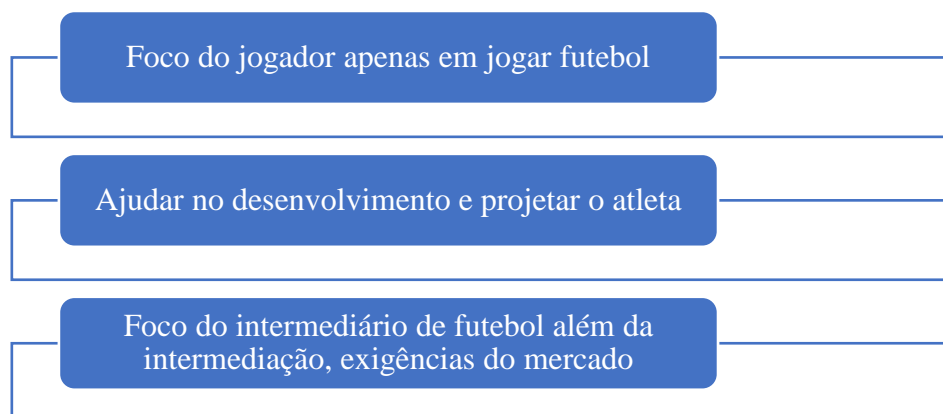 Foco do jogador apenas em jogar futebol
Ajudar no desenvolvimento e projetar o atleta
Foco do intermediário de futebol além da
intermediação, exigências do mercado